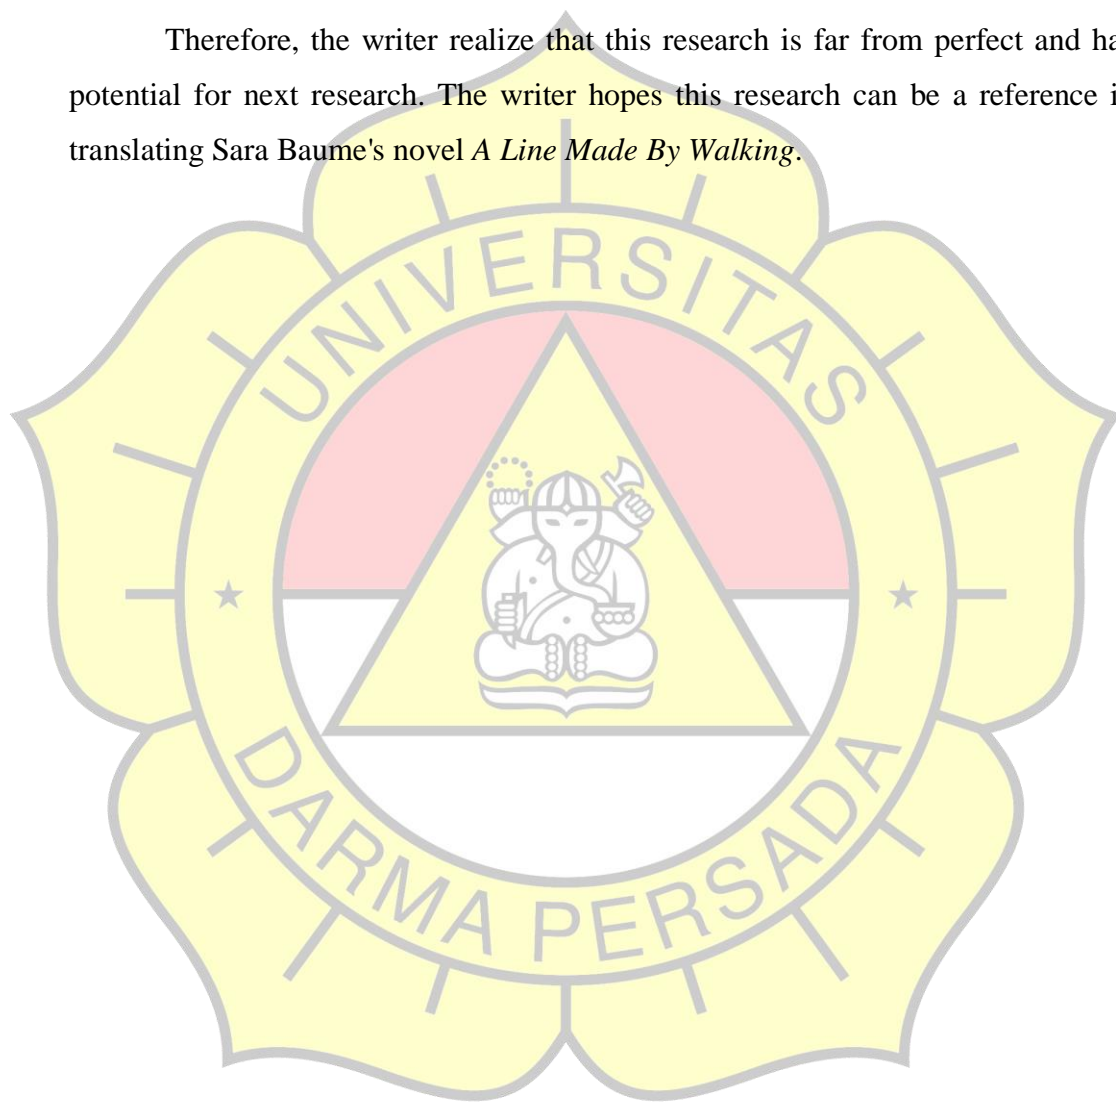 Therefore, the writer realize that this research is far from perfect and
potential for next research. The writer hopes this research can be a reference
translating Sara Baume's novel A Line Made By Walking.
UNIVERSITAS
DARMA PERSADA